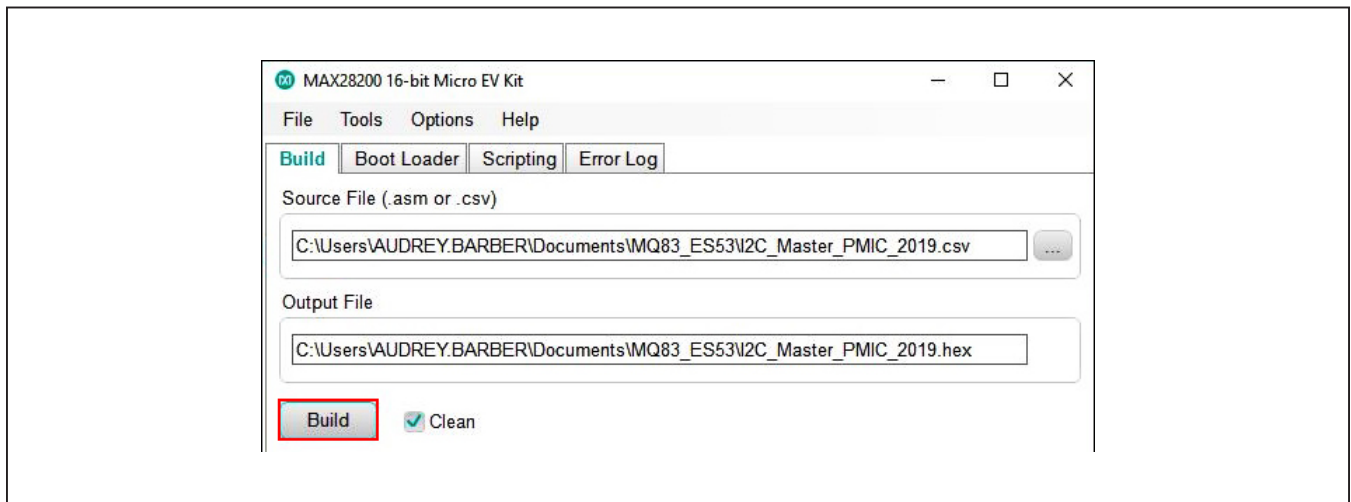 MAX28200 16-bit Micro EV Kit
File Tools Options Help
Build Boot Loader Scripting Error Log
Source File (.asm or .csv)
C:\Users\AUDREY.BARBER\Documents\MQ83_ES53\I2C_Master_PMIC_2019.csv ...
Output File
C:\Users\AUDREY.BARBER\Documents\MQ83_ES53\I2C_Master_PMIC_2019.hex
Build Clean